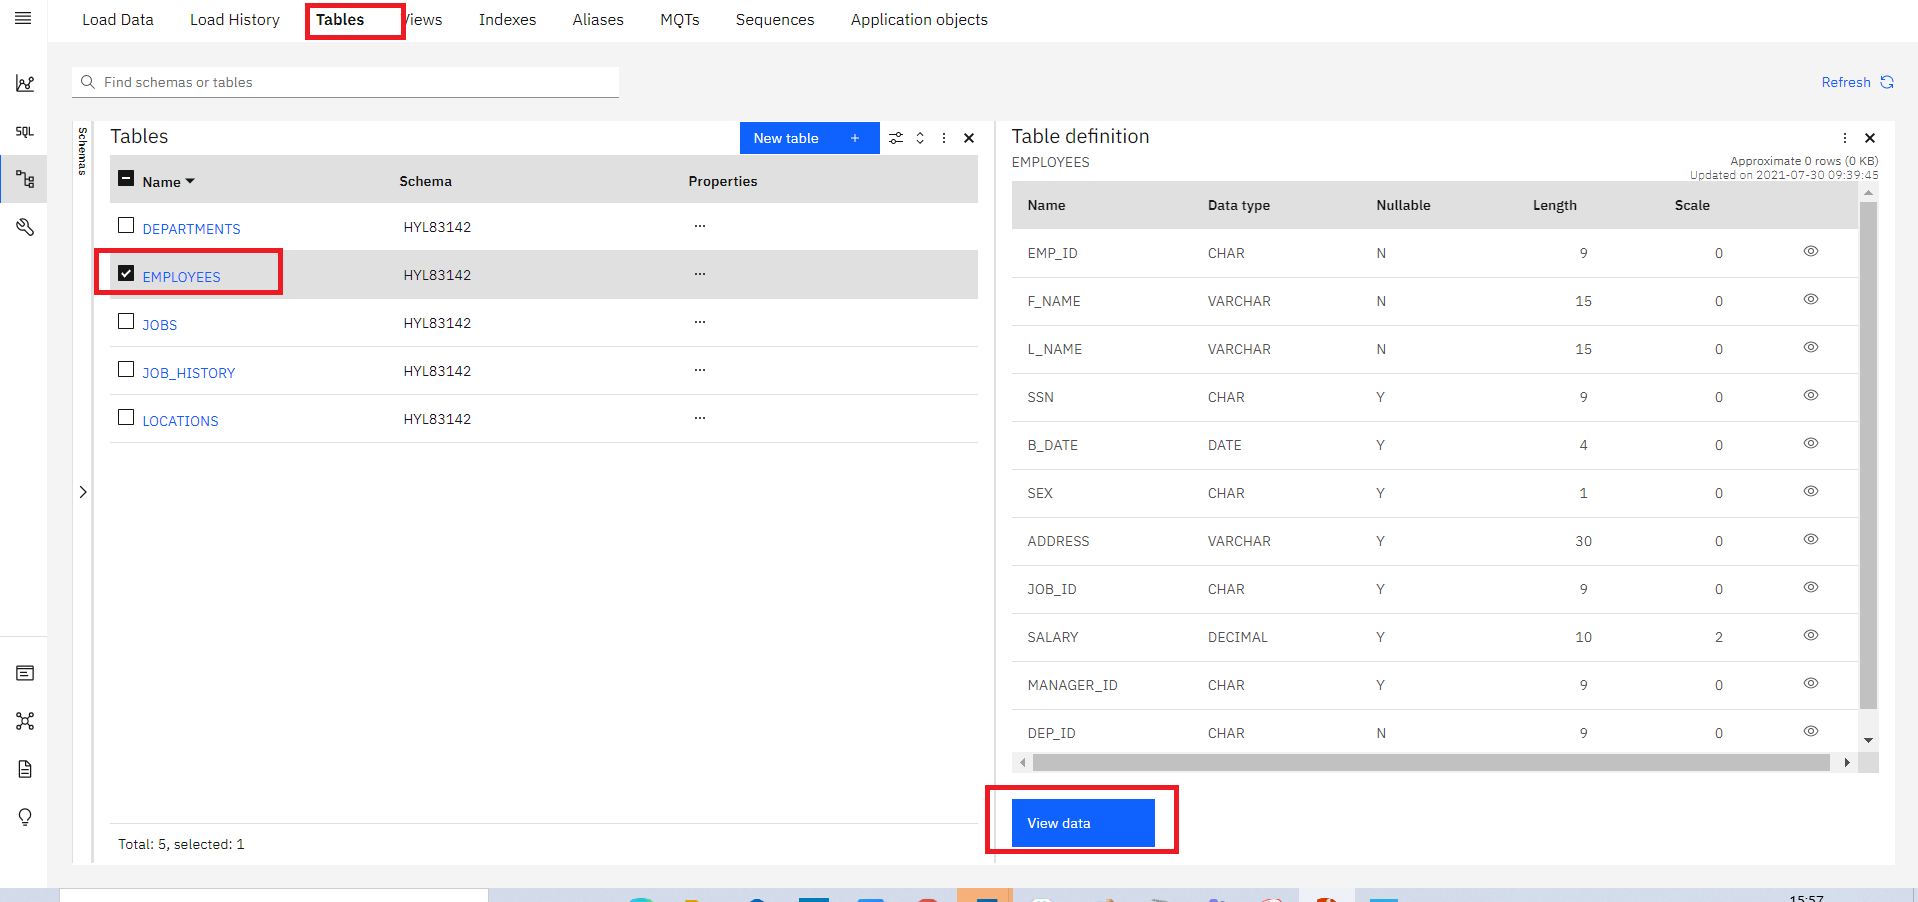 Load Data Load History Tables Views Indexes Aliases MQTs Sequences Application objects
Find schemas or tables
Refresh
SQL
Schemas
Tables
New table +
Name Schema Properties
DEPARTMENTS HYL83142 ...
EMPLOYEES HYL83142 ...
JOBS HYL83142 ...
JOB_HISTORY HYL83142 ...
LOCATIONS HYL83142 ...
Total: 5, selected: 1
Table definition
EMPLOYEES
Approximate 0 rows (0 KB)
Updated on 2021-07-30 09:39:45
Name Data type Nullable Length Scale
EMP_ID CHAR N 9 0
F_NAME VARCHAR N 15 0
L_NAME VARCHAR N 15 0
SSN CHAR Y 9 0
B_DATE DATE Y 4 0
SEX CHAR Y 1 0
ADDRESS VARCHAR Y 30 0
JOB_ID CHAR Y 9 0
SALARY DECIMAL Y 10 2
MANAGER_ID CHAR Y 9 0
DEP_ID CHAR N 9 0
View data
15:57